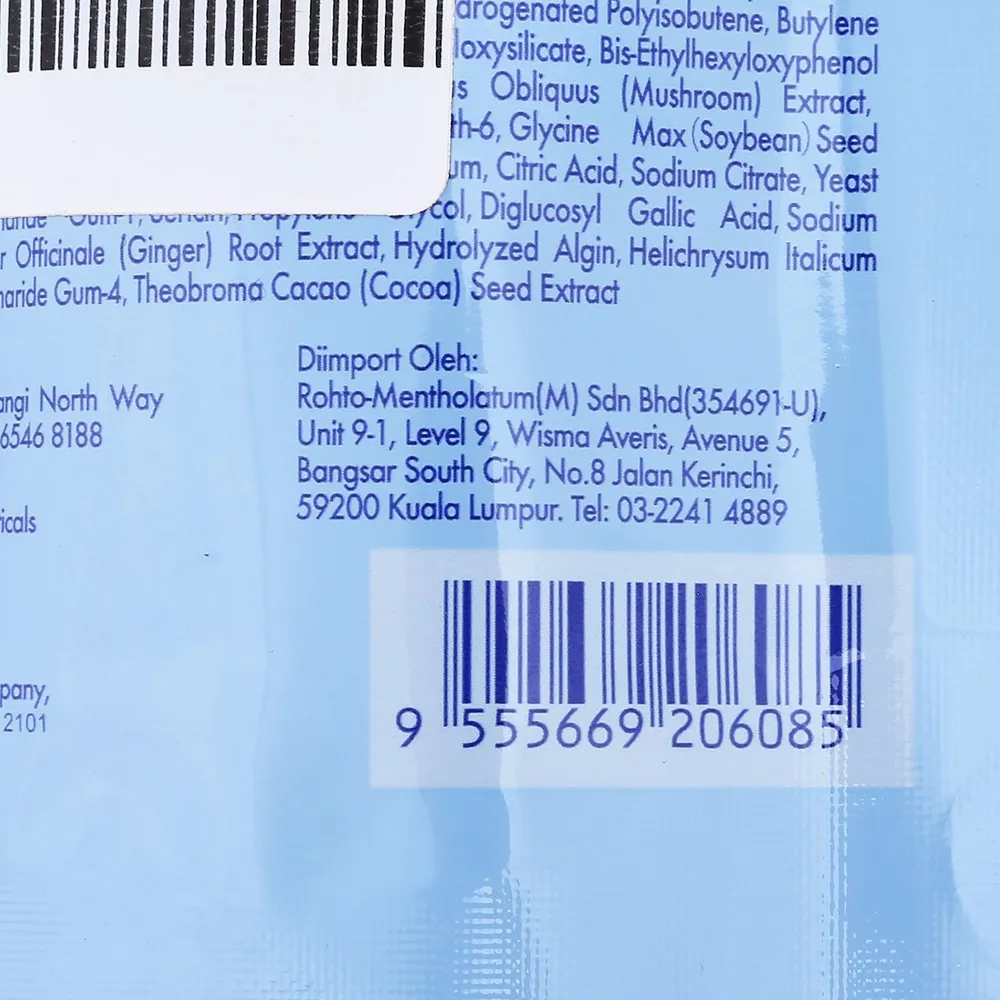 drogenated Polyisobutene, Butylene
loxysilicate, Bis-Ethylhexyloxyphenol
s Obliquus (Mushroom) Extract,
th-6, Glycine Max (Soybean) Seed
um, Citric Acid, Sodium Citrate, Yeast
Glycol, Diglucosyl Gallic Acid, Sodium
r Officinale (Ginger) Root Extract, Hydrolyzed Algin, Helichrysum Italicum
haride Gum-4, Theobroma Cacao (Cocoa) Seed Extract
Diimport Oleh:
Rohto-Mentholatum(M) Sdn Bhd(354691-U),
Unit 9-1, Level 9, Wisma Averis, Avenue 5,
Bangsar South City, No.8 Jalan Kerinchi,
59200 Kuala Lumpur. Tel: 03-2241 4889
angi North Way
6546 8188
icals
pany,
2101
9 555669 206085